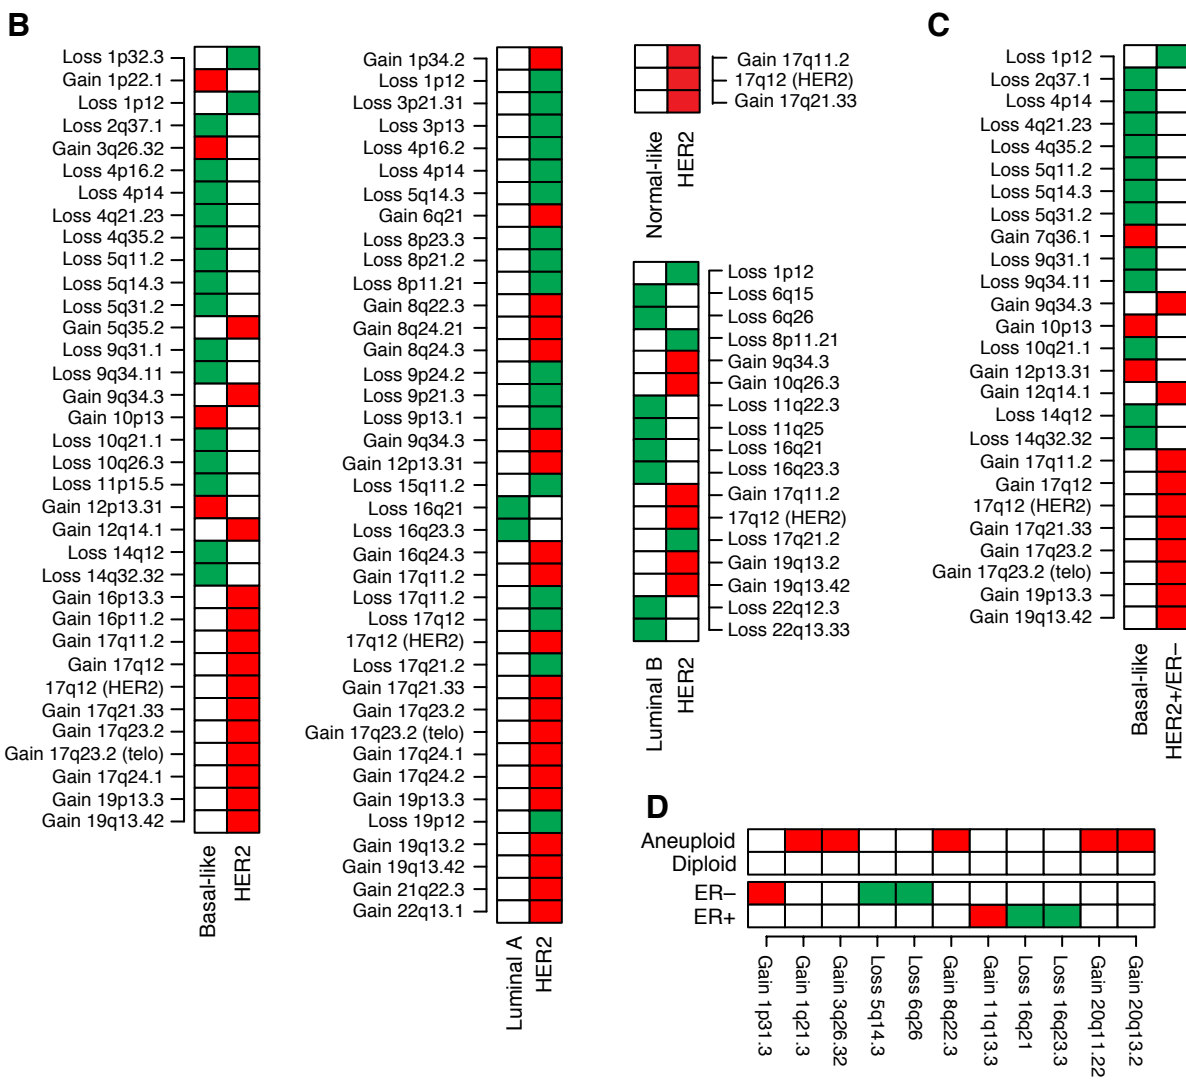 B
Loss 1p32.3
Gain 1p22.1
Loss 1p12
Loss 2q37.1
Gain 3q26.32
Loss 4p16.2
Loss 4p14
Loss 4q21.23
Loss 4q35.2
Loss 5q11.2
Loss 5q14.3
Loss 5q31.2
Gain 5q35.2
Loss 9q31.1
Loss 9q34.11
Gain 9q34.3
Gain 10p13
Loss 10q21.1
Loss 10q26.3
Loss 11p15.5
Gain 12p13.31
Gain 12q14.1
Loss 14q12
Loss 14q32.32
Gain 16p13.3
Gain 16p11.2
Gain 17q11.2
Gain 17q12
17q12 (HER2)
Gain 17q21.33
Gain 17q23.2
Gain 17q23.2 (telo)
Gain 17q24.1
Gain 19p13.3
Gain 19q13.42
Basal-like
HER2
Gain 1p34.2
Loss 1p12
Loss 3p21.31
Loss 3p13
Loss 4p16.2
Loss 4p14
Loss 5q14.3
Gain 6q21
Loss 8p23.3
Loss 8p21.2
Loss 8p11.21
Gain 8q22.3
Gain 8q24.21
Gain 8q24.3
Loss 9p24.2
Loss 9p21.3
Loss 9p13.1
Gain 9q34.3
Gain 12p13.31
Loss 15q11.2
Loss 16q21
Loss 16q23.3
Gain 16q24.3
Gain 17q11.2
Loss 17q11.2
Loss 17q12
17q12 (HER2)
Loss 17q21.2
Gain 17q21.33
Gain 17q23.2
Gain 17q23.2 (telo)
Gain 17q24.1
Gain 17q24.2
Gain 19p13.3
Loss 19p12
Gain 19q13.2
Gain 19q13.42
Gain 21q22.3
Gain 22q13.1
Luminal A
HER2
Gain 17q11.2
17q12 (HER2)
Gain 17q21.33
Normal-like
HER2
Loss 1p12
Loss 6q15
Loss 6q26
Loss 8p11.21
Gain 9q34.3
Gain 10q26.3
Loss 11q22.3
Loss 11q25
Loss 16q21
Loss 16q23.3
Gain 17q11.2
17q12 (HER2)
Loss 17q21.2
Gain 19q13.2
Gain 19q13.42
Loss 22q12.3
Loss 22q13.33
Luminal B
HER2
C
Loss 1p12
Loss 2q37.1
Loss 4p14
Loss 4q21.23
Loss 4q35.2
Loss 5q11.2
Loss 5q14.3
Loss 5q31.2
Gain 7q36.1
Loss 9q31.1
Loss 9q34.11
Gain 9q34.3
Gain 10p13
Loss 10q21.1
Gain 12p13.31
Gain 12q14.1
Loss 14q12
Loss 14q32.32
Gain 17q11.2
Gain 17q12
17q12 (HER2)
Gain 17q21.33
Gain 17q23.2
Gain 17q23.2 (telo)
Gain 19p13.3
Gain 19q13.42
Basal-like
HER2+/ER−
D
Aneuploid
Diploid
ER−
ER+
Gain 1p31.3
Gain 1q21.3
Gain 3q26.32
Loss 5q14.3
Loss 6q26
Gain 8q22.3
Gain 11q13.3
Loss 16q21
Loss 16q23.3
Gain 20q11.22
Gain 20q13.2